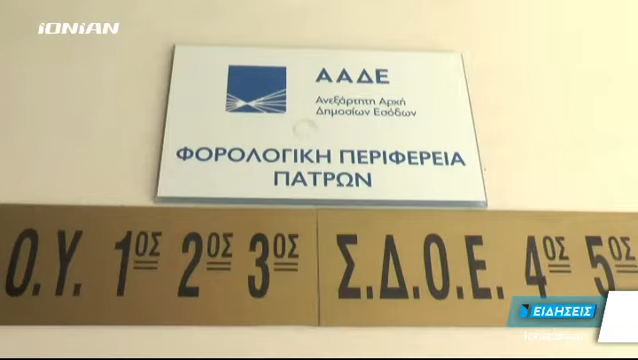 IONIAN
ΑΑΔΕ
Ανεξάρτητη Αρχή
Δημοσίων Εσόδων
ΦΟΡΟΛΟΓΙΚΗ ΠΕΡΙΦΕΡΕΙΑ
ΠΑΤΡΩΝ
Ο.Υ. 1ος 2ος 3ος Σ.Δ.Ο.Ε. 4ος 5ος
ΕΙΔΗΣΕΙΣ